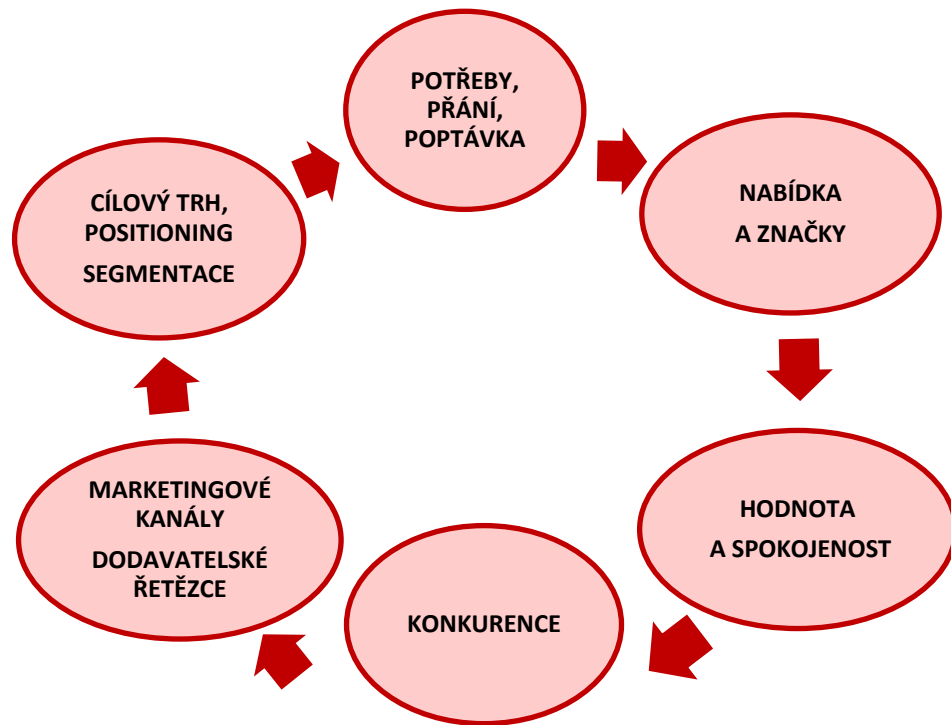 POTŘEBY,
PŘÁNÍ,
POPTÁVKA
NABÍDKA
A ZNAČKY
HODNOTA
A SPOKOJENOST
KONKURENCE
MARKETINGOVÉ
KANÁLY
DODAVATELSKÉ
ŘETĚZCE
CÍLOVÝ TRH,
POSITIONING
SEGMENTACE